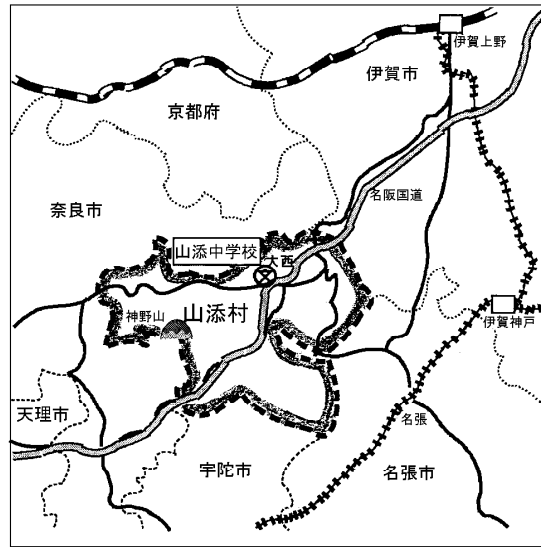 伊賀上野
伊賀市
京都府
名阪国道
奈良市
山添中学校
大西
山添村
神野山
伊賀神戸
天理市
名張
宇陀市
名張市